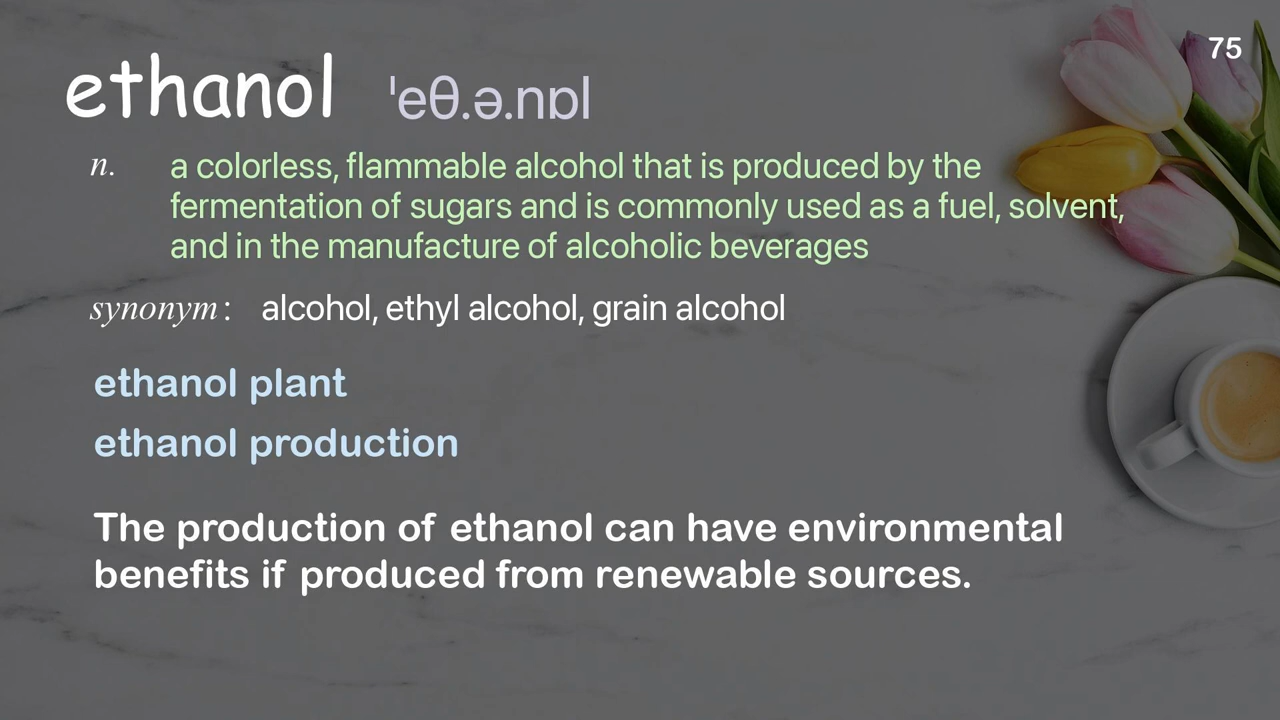 75
ethanol ˈeθ.ə.nɒl
n. a colorless, flammable alcohol that is produced by the
fermentation of sugars and is commonly used as a fuel, solvent,
and in the manufacture of alcoholic beverages
synonym: alcohol, ethyl alcohol, grain alcohol
ethanol plant
ethanol production
The production of ethanol can have environmental
benefits if produced from renewable sources.